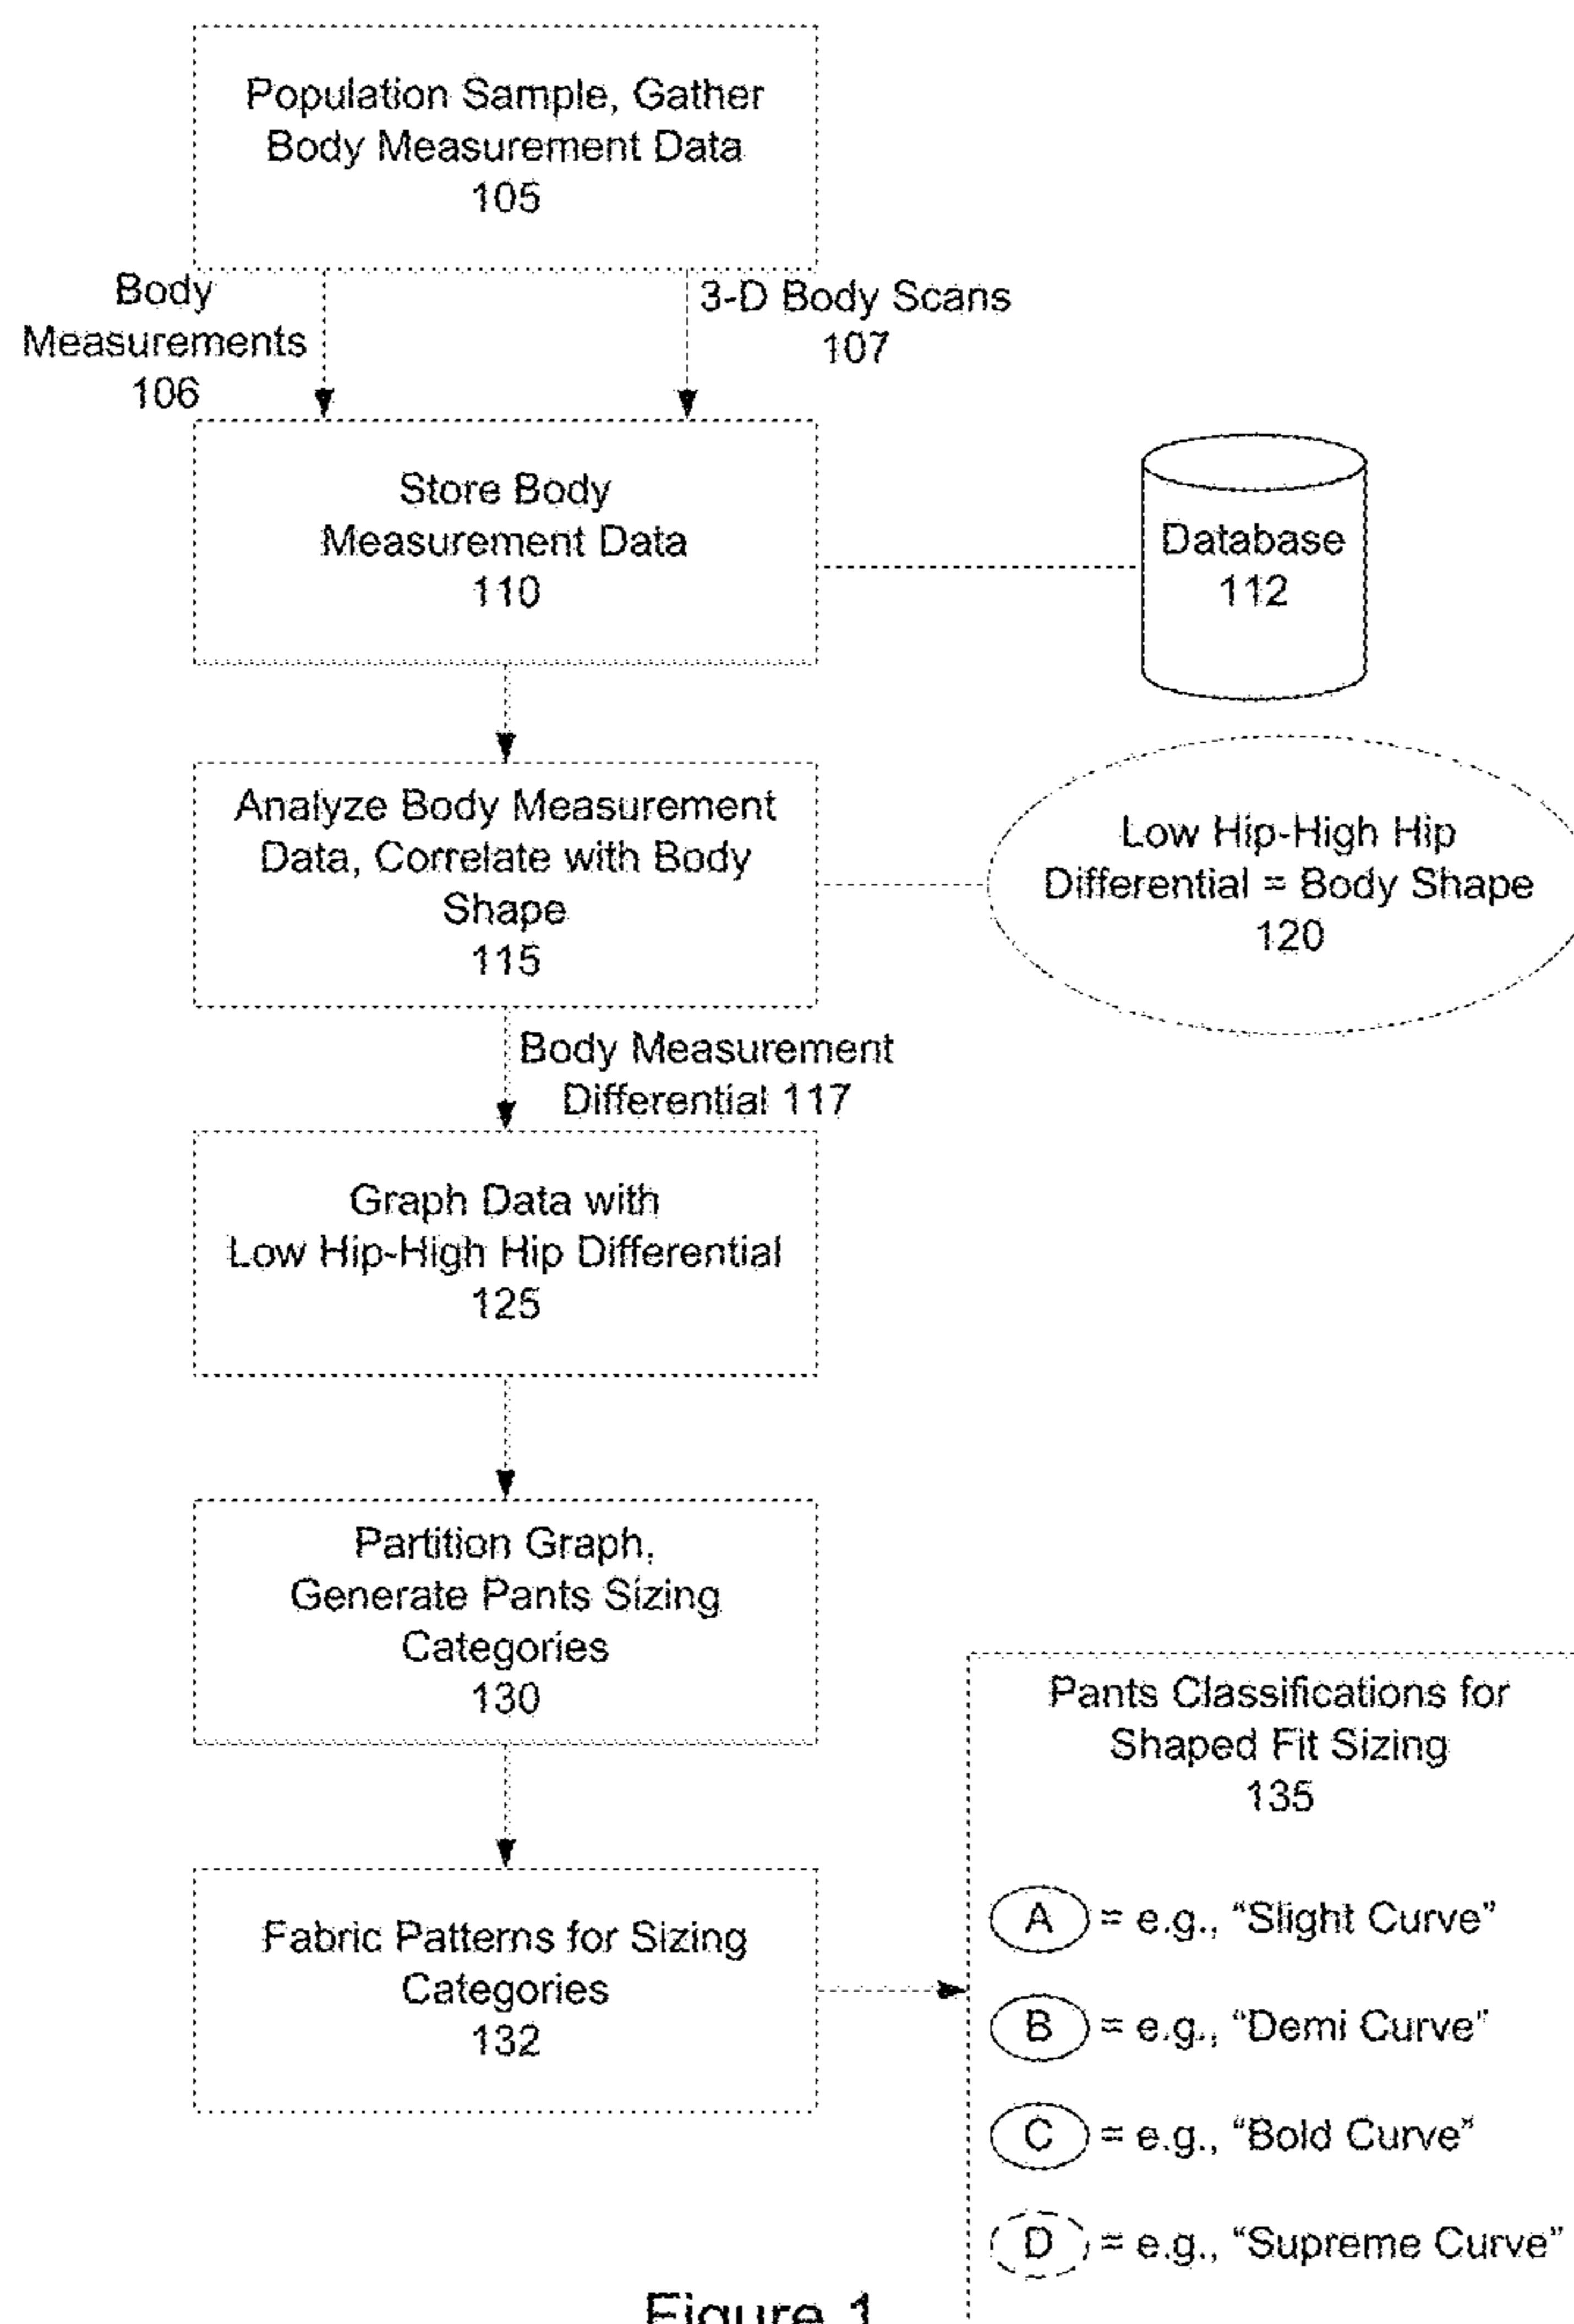 Population Sample, Gather
Body Measurement Data
105
Body
Measurements
106
3-D Body Scans
107
Store Body
Measurement Data
110
Database
112
Analyze Body Measurement
Data, Correlate with Body
Shape
115
Low Hip-High Hip
Differential = Body Shape
120
Body Measurement
Differential 117
Graph Data with
Low Hip-High Hip Differential
125
Partition Graph,
Generate Pants Sizing
Categories
130
Fabric Patterns for Sizing
Categories
132
Pants Classifications for
Shaped Fit Sizing
135
A = e.g., “Slight Curve”
B = e.g., “Demi Curve”
C = e.g., “Bold Curve”
D = e.g., “Supreme Curve”
Figure 1